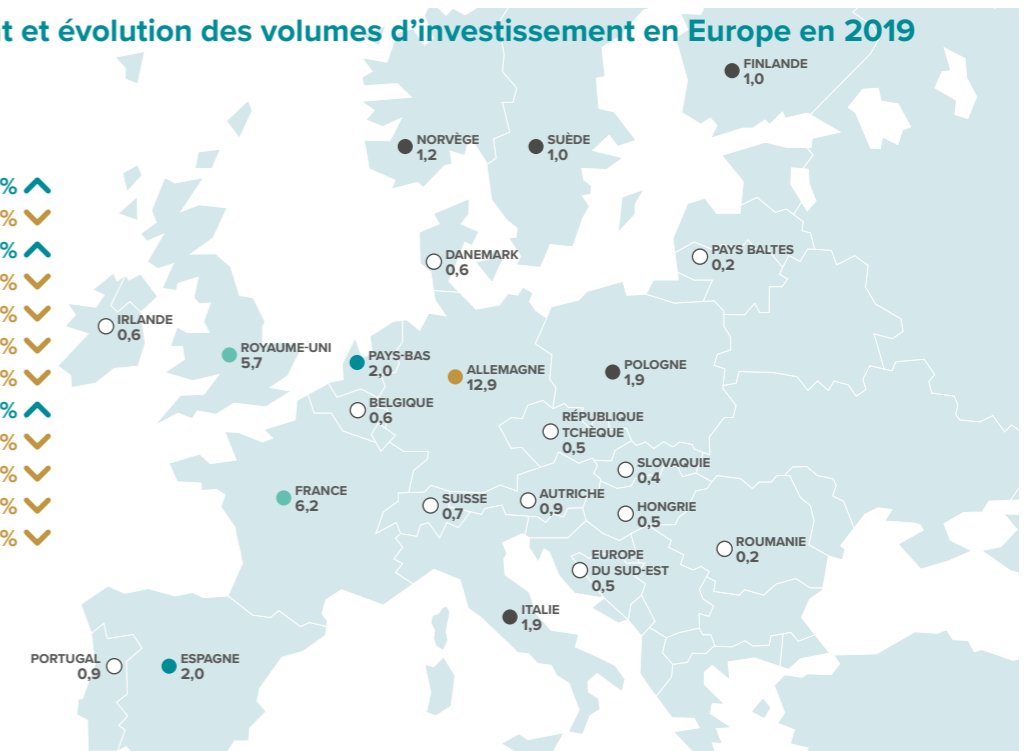 t et évolution des volumes d’investissement en Europe en 2019
FINLANDE
1,0
NORVÈGE
1,2
SUÈDE
1,0
%
%
%
%
%
%
%
%
%
%
%
%
DANEMARK
0,6
PAYS BALTES
0,2
IRLANDE
0,6
ROYAUME-UNI
5,7
PAYS-BAS
2,0
ALLEMAGNE
12,9
POLOGNE
1,9
BELGIQUE
0,6
RÉPUBLIQUE
TCHÈQUE
0,5
SLOVAQUIE
0,4
FRANCE
6,2
SUISSE
0,7
AUTRICHE
0,9
HONGRIE
0,5
ROUMANIE
0,2
EUROPE
DU SUD-EST
0,5
ITALIE
1,9
PORTUGAL
0,9
ESPAGNE
2,0